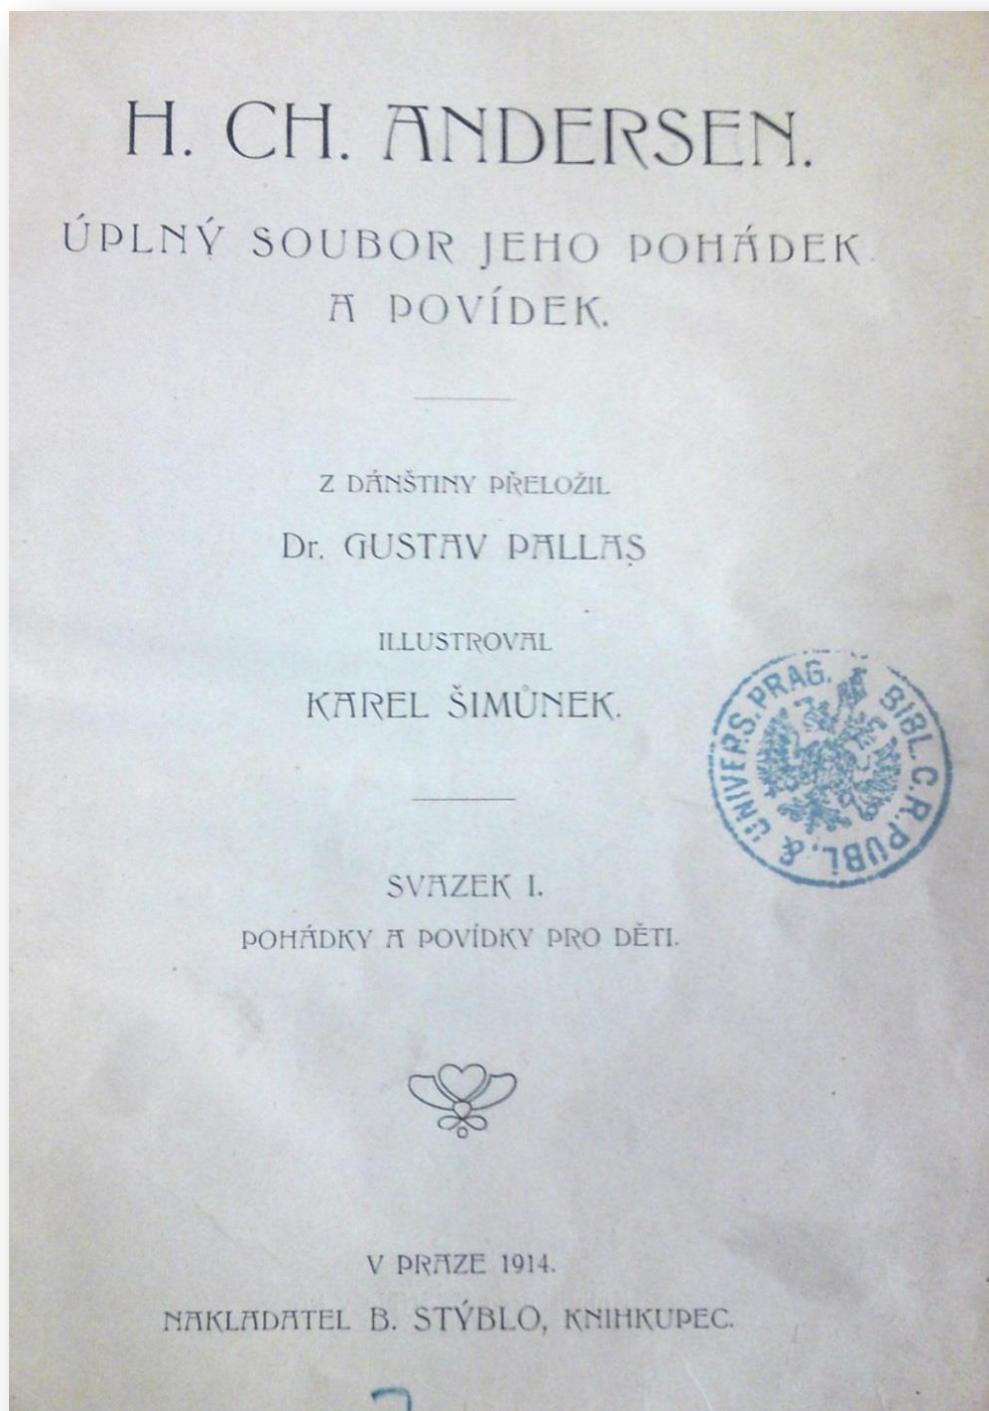 H. CH. ANDERSEN.
ÚPLNÝ SOUBOR JEHO POHÁDEK
A POVÍDEK.
Z DÁNŠTINY PŘELOŽIL
Dr. GUSTAV PALLAS
ILLUSTROVAL
KAREL ŠIMŮNEK.
BIBL. C. R. PUBL. & UNIVERS. PRAG.
SVAZEK I.
POHÁDKY A POVÍDKY PRO DĚTI.
V PRAZE 1914.
NAKLADATEL B. STÝBLO, KNIHKUPEC.